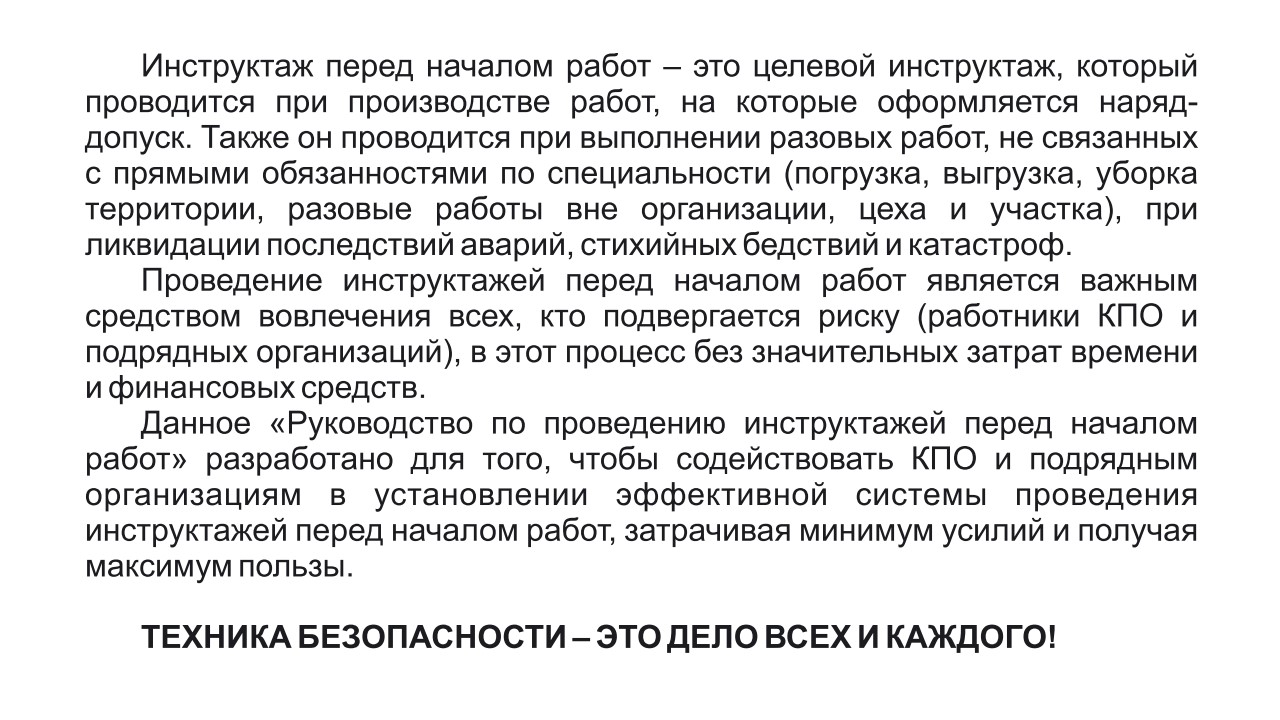 Инструктаж перед началом работ – это целевой инструктаж, который
проводится при производстве работ, на которые оформляется наряд-
допуск. Также он проводится при выполнении разовых работ, не связанных
с прямыми обязанностями по специальности (погрузка, выгрузка, уборка
территории, разовые работы вне организации, цеха и участка), при
ликвидации последствий аварий, стихийных бедствий и катастроф.
Проведение инструктажей перед началом работ является важным
средством вовлечения всех, кто подвергается риску (работники КПО и
подрядных организаций), в этот процесс без значительных затрат времени
и финансовых средств.
Данное «Руководство по проведению инструктажей перед началом
работ» разработано для того, чтобы содействовать КПО и подрядным
организациям в установлении эффективной системы проведения
инструктажей перед началом работ, затрачивая минимум усилий и получая
максимум пользы.
ТЕХНИКА БЕЗОПАСНОСТИ – ЭТО ДЕЛО ВСЕХ И КАЖДОГО!